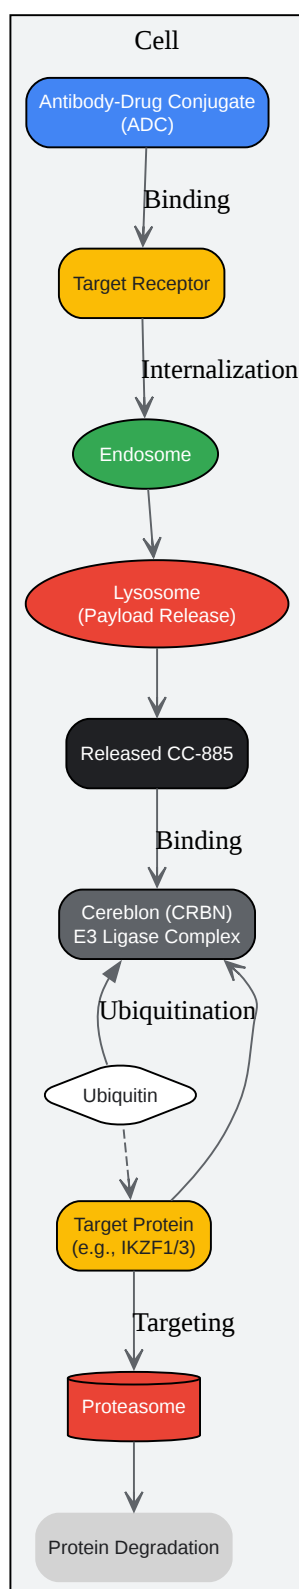 Cell
Antibody-Drug Conjugate
(ADC)
Binding
Target Receptor
Internalization
Endosome
Lysosome
(Payload Release)
Released CC-885
Binding
Cereblon (CRBN)
E3 Ligase Complex
Ubiquitination
Ubiquitin
Target Protein
(e.g., IKZF1/3)
Targeting
Proteasome
Protein Degradation